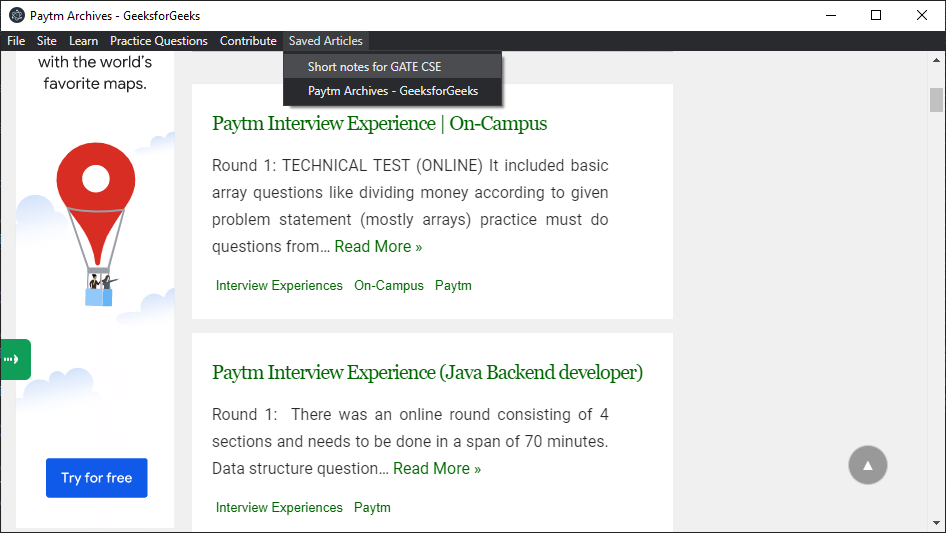 Paytm Archives - GeeksforGeeks
File Site Learn Practice Questions Contribute Saved Articles
Short notes for GATE CSE
Paytm Archives - GeeksforGeeks
with the world's
favorite maps.
Try for free
Paytm Interview Experience | On-Campus
Round 1: TECHNICAL TEST (ONLINE) It included basic
array questions like dividing money according to given
problem statement (mostly arrays) practice must do
questions from… Read More »
Interview Experiences On-Campus Paytm
Paytm Interview Experience (Java Backend developer)
Round 1: There was an online round consisting of 4
sections and needs to be done in a span of 70 minutes.
Data structure question… Read More »
Interview Experiences Paytm